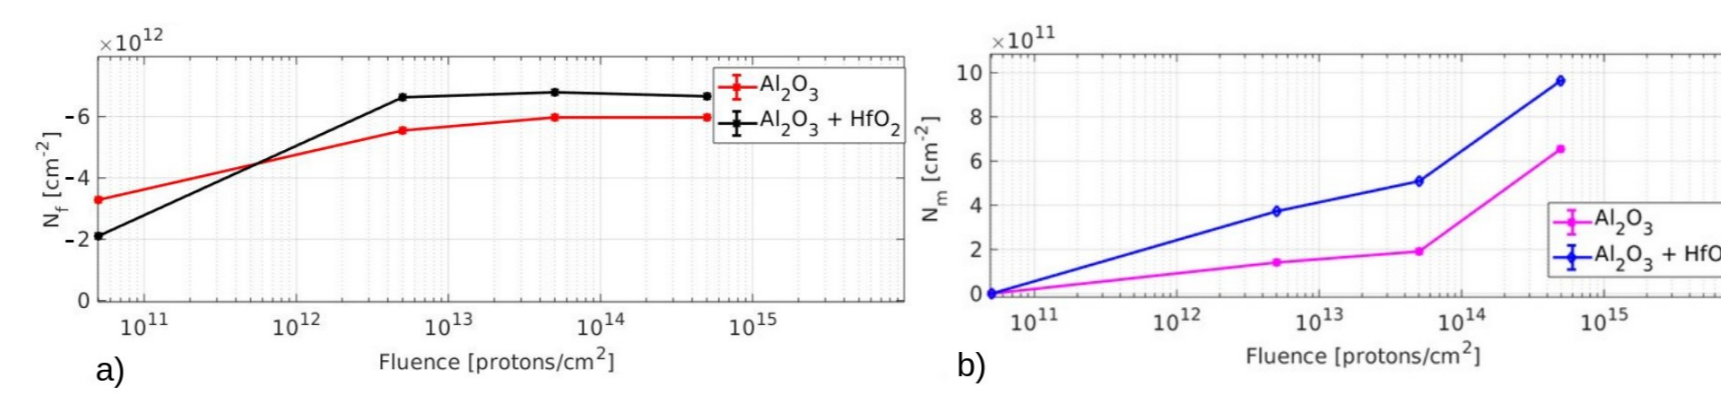 ×10¹²
N_f [cm⁻²]
-6
-4
-2
0
10¹¹ 10¹² 10¹³ 10¹⁴ 10¹⁵
Fluence [protons/cm²]
Al₂O₃
Al₂O₃ + HfO₂
a)
×10¹¹
N_m [cm⁻²]
10
8
6
4
2
0
10¹¹ 10¹² 10¹³ 10¹⁴ 10¹⁵
Fluence [protons/cm²]
Al₂O₃
Al₂O₃ + HfO
b)